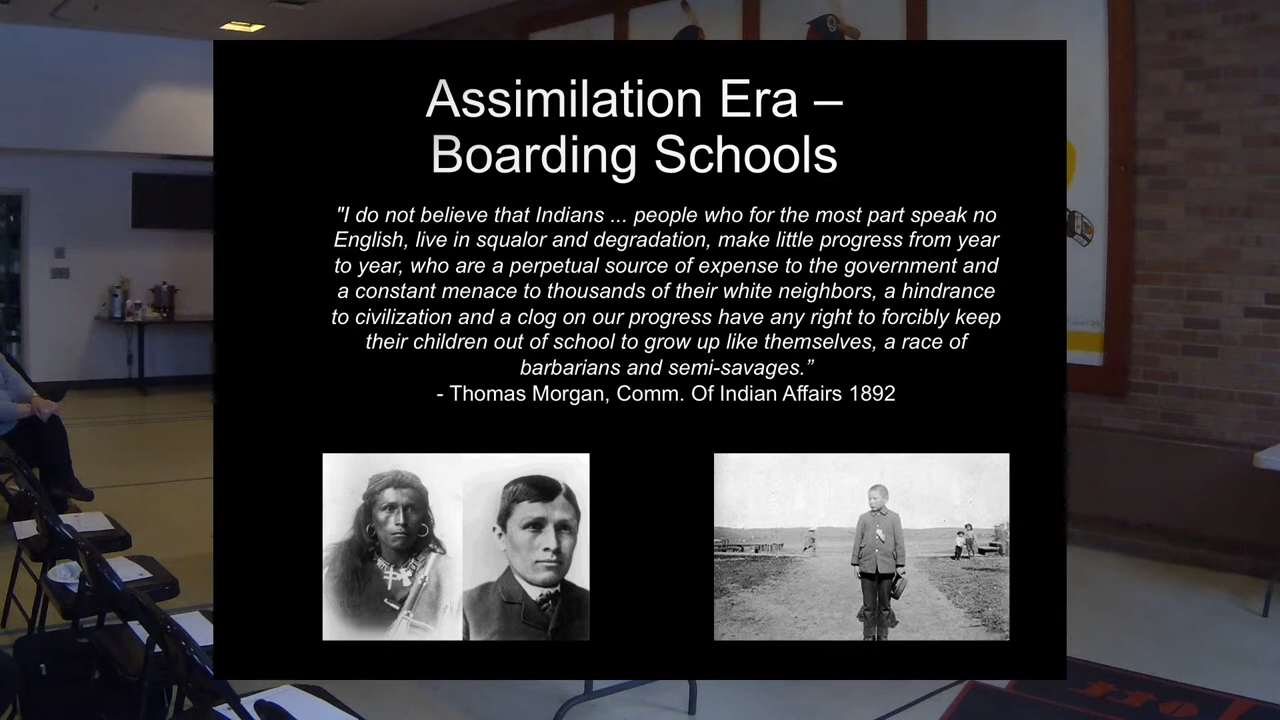 Assimilation Era –
Boarding Schools
"I do not believe that Indians ... people who for the most part speak no
English, live in squalor and degradation, make little progress from year
to year, who are a perpetual source of expense to the government and
a constant menace to thousands of their white neighbors, a hindrance
to civilization and a clog on our progress have any right to forcibly keep
their children out of school to grow up like themselves, a race of
barbarians and semi-savages.”
- Thomas Morgan, Comm. Of Indian Affairs 1892